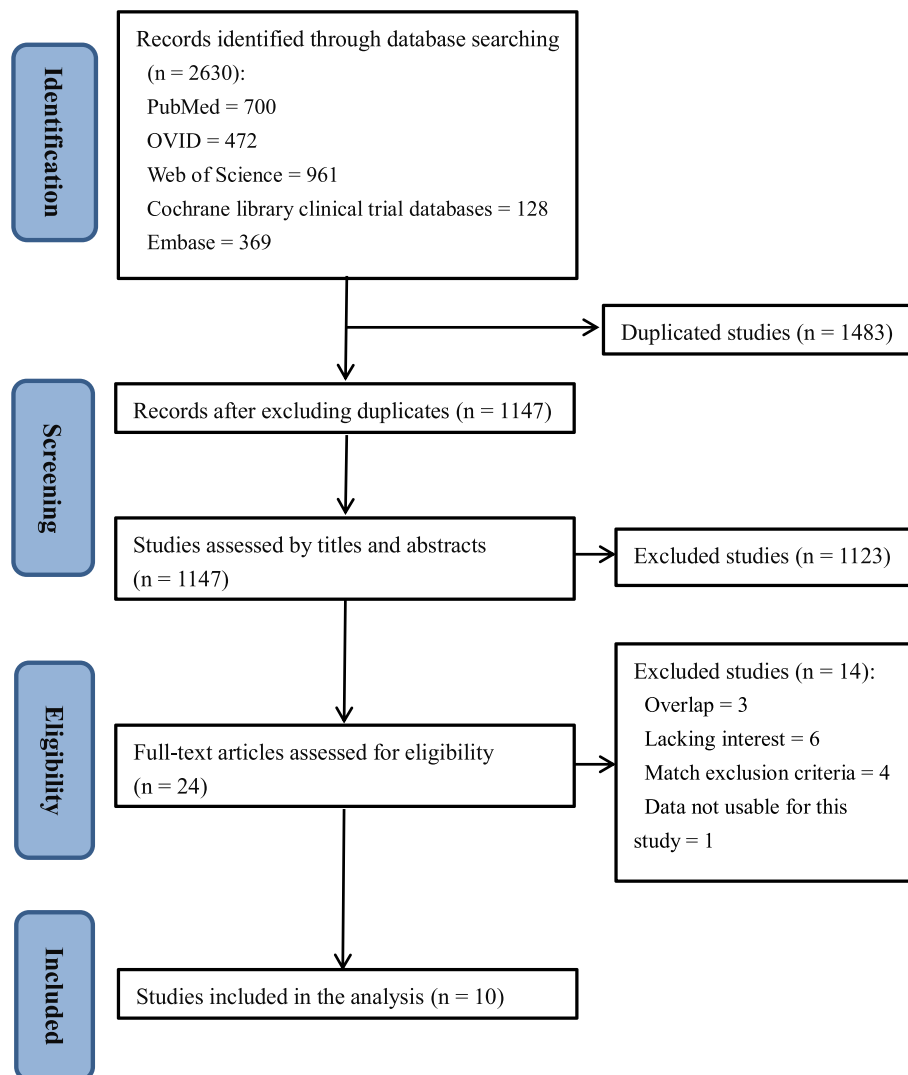 Identification
Records identified through database searching
(n = 2630):
PubMed = 700
OVID = 472
Web of Science = 961
Cochrane library clinical trial databases = 128
Embase = 369
Duplicated studies (n = 1483)
Screening
Records after excluding duplicates (n = 1147)
Studies assessed by titles and abstracts
(n = 1147)
Excluded studies (n = 1123)
Eligibility
Full-text articles assessed for eligibility
(n = 24)
Excluded studies (n = 14):
Overlap = 3
Lacking interest = 6
Match exclusion criteria = 4
Data not usable for this
study = 1
Included
Studies included in the analysis (n = 10)